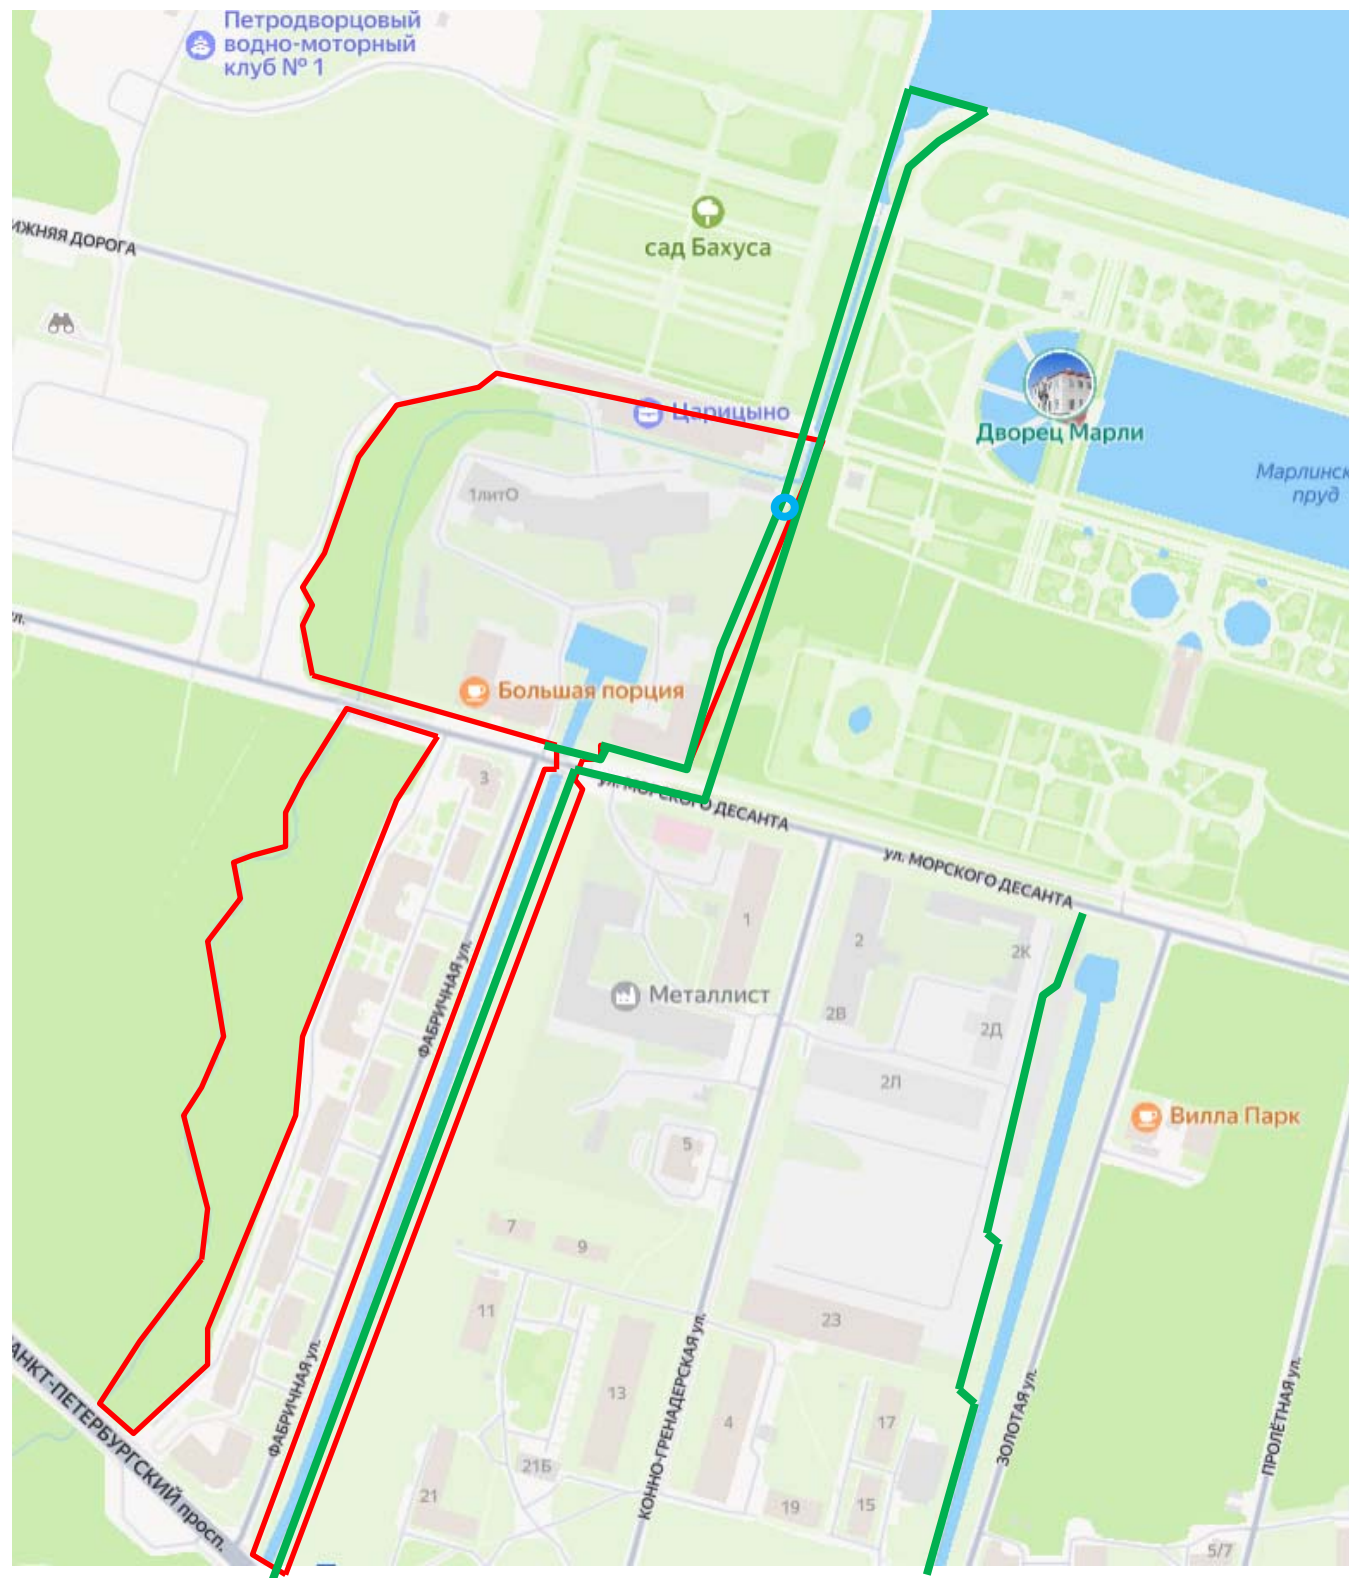 Петродворцовый
водно-моторный
клуб № 1
сад Бахуса
ИЖНЯЯ ДОРОГА
Царицыно
Дворец Марли
Марлинск
пруд
1литО
ул.
Большая порция
3
ул. МОРСКОГО ДЕСАНТА
ул. МОРСКОГО ДЕСАНТА
1
2
2К
ФАБРИЧНАЯ ул.
Металлист
2В
2Д
2Л
Вилла Парк
5
7
9
11
23
АНКТ-ПЕТЕРБУРГСКИЙ просп.
ФАБРИЧНАЯ ул.
13
КОННО-ГРЕНАДЕРСКАЯ ул.
4
17
ЗОЛОТАЯ ул.
ПРОЛЁТНАЯ ул.
21Б
21
19
15
5/7